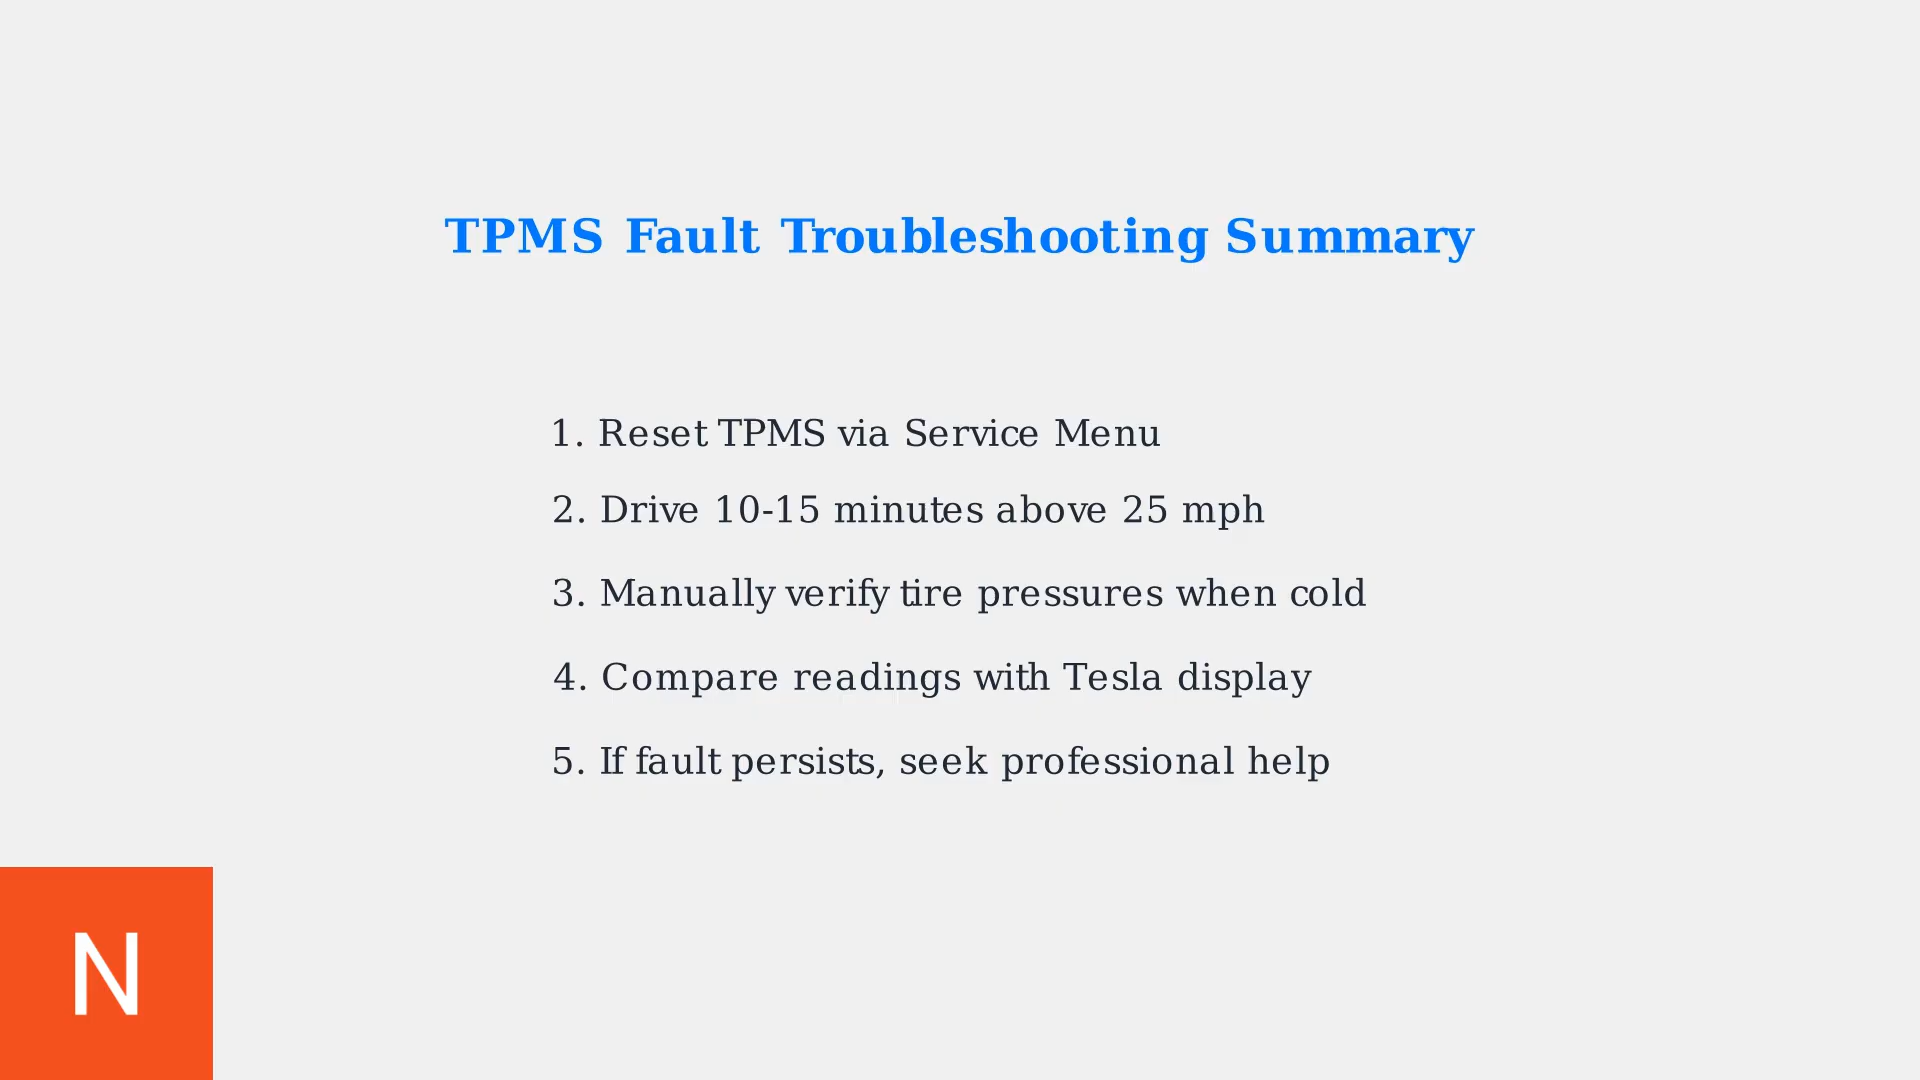 TPMS Fault Troubleshooting Summary
1. Reset TPMS via Service Menu
2. Drive 10-15 minutes above 25 mph
3. Manually verify tire pressures when cold
4. Compare readings with Tesla display
5. If fault persists, seek professional help
N